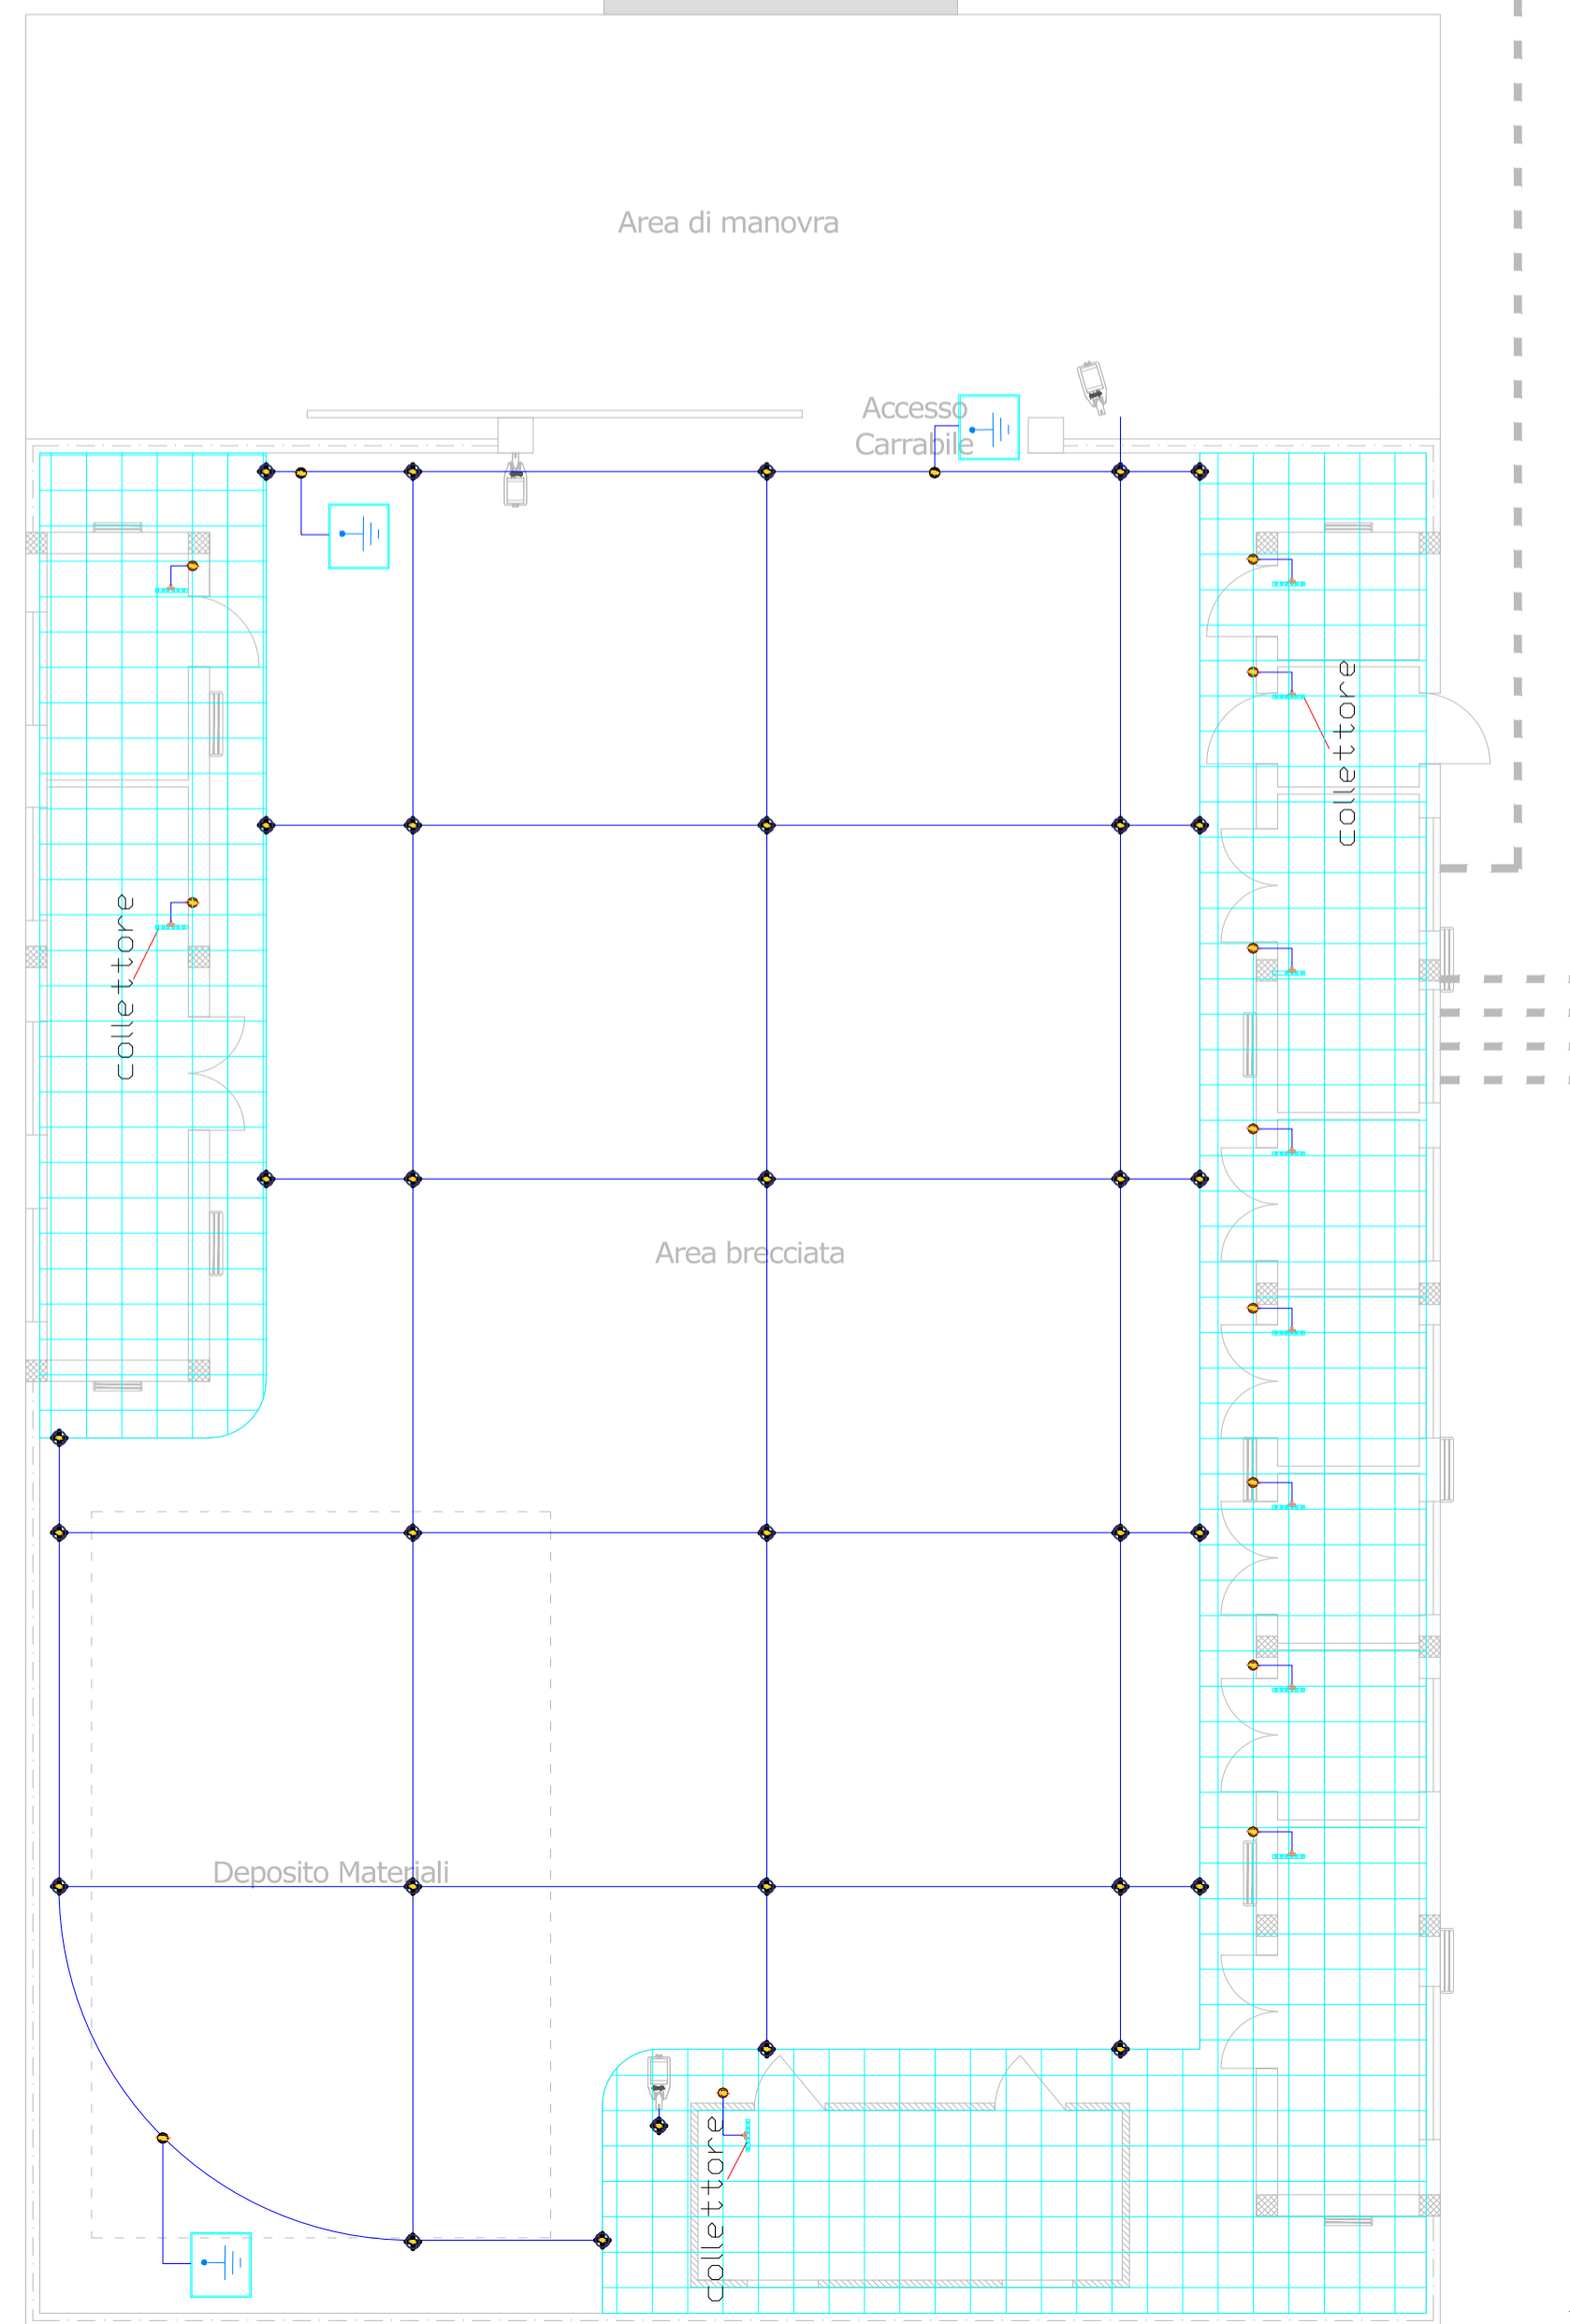 Area di manovra
Accesso
Carrabile
collettore
collettore
Area brecciata
Deposito Materiali
collettore